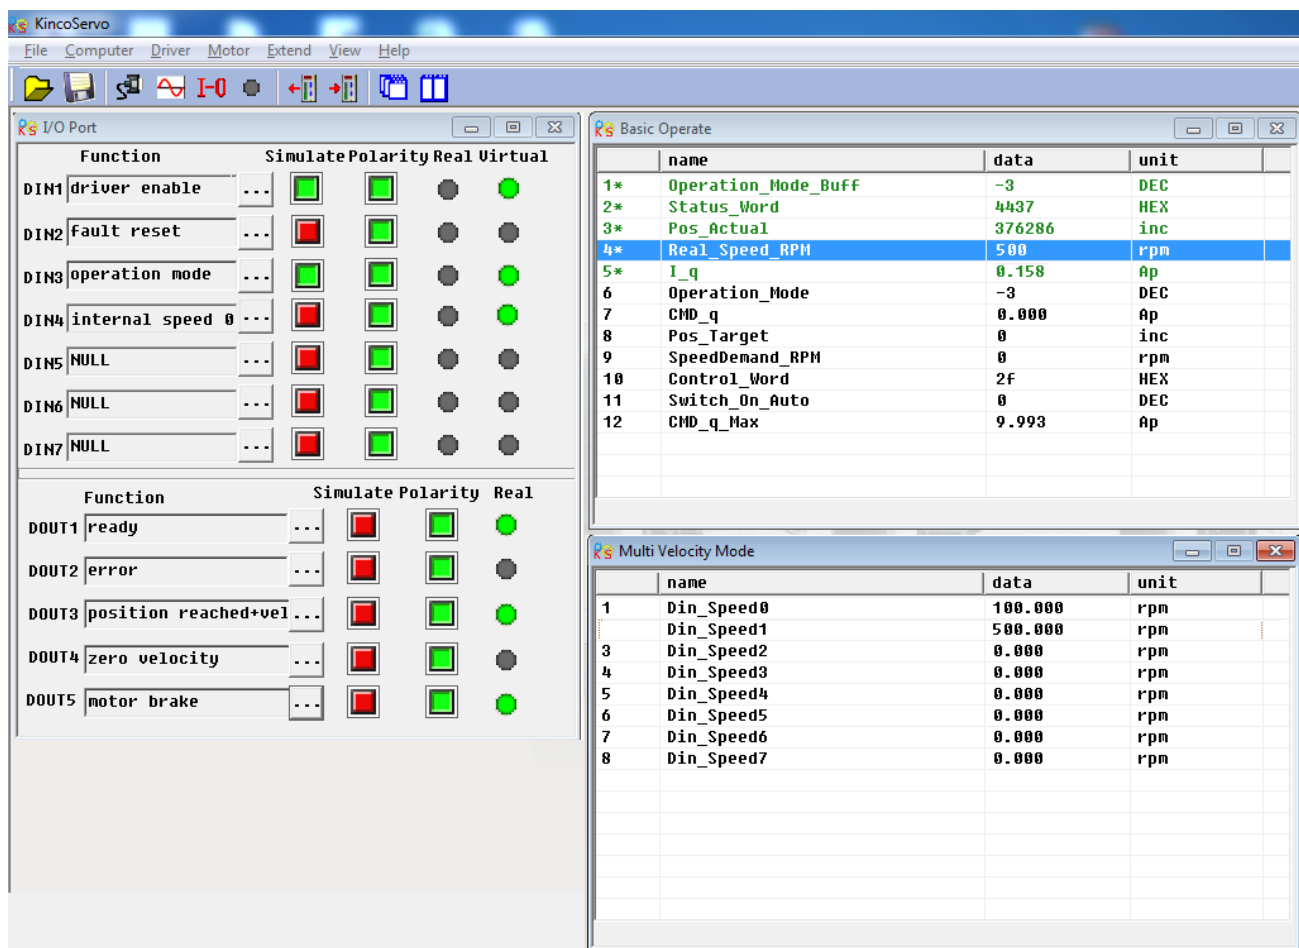 KincoServo
File Computer Driver Motor Extend View Help
I-0
I/O Port
Function Simulate Polarity Real Virtual
DIN1 driver enable ...
DIN2 fault reset ...
DIN3 operation mode ...
DIN4 internal speed 0 ...
DIN5 NULL ...
DIN6 NULL ...
DIN7 NULL ...
Function Simulate Polarity Real
DOUT1 ready ...
DOUT2 error ...
DOUT3 position reached+vel ...
DOUT4 zero velocity ...
DOUT5 motor brake ...
Basic Operate
name data unit
1* Operation_Mode_Buff -3 DEC
2* Status_Word 4437 HEX
3* Pos_Actual 376286 inc
4* Real_Speed_RPM 500 rpm
5* I_q 0.158 Ap
6 Operation_Mode -3 DEC
7 CMD_q 0.000 Ap
8 Pos_Target 0 inc
9 SpeedDemand_RPM 0 rpm
10 Control_Word 2f HEX
11 Switch_On_Auto 0 DEC
12 CMD_q_Max 9.993 Ap
Multi Velocity Mode
name data unit
1 Din_Speed0 100.000 rpm
Din_Speed1 500.000 rpm
3 Din_Speed2 0.000 rpm
4 Din_Speed3 0.000 rpm
5 Din_Speed4 0.000 rpm
6 Din_Speed5 0.000 rpm
7 Din_Speed6 0.000 rpm
8 Din_Speed7 0.000 rpm